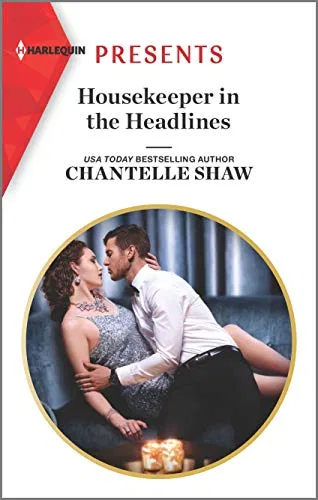 HARLEQUIN
PRESENTS
Housekeeper in
the Headlines
USA TODAY BESTSELLING AUTHOR
CHANTELLE SHAW